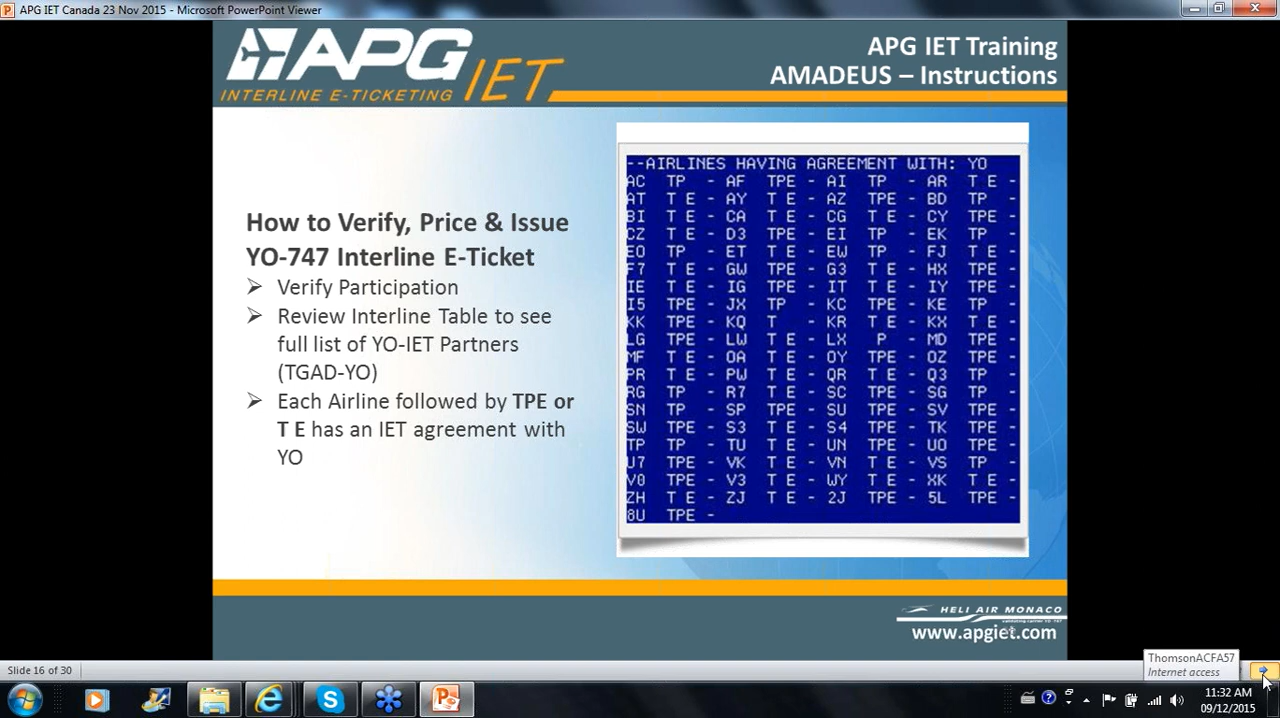 APG IET Canada 23 Nov 2015 - Microsoft PowerPoint Viewer
APG IET
INTERLINE E-TICKETING
APG IET Training
AMADEUS – Instructions
How to Verify, Price & Issue
YO-747 Interline E-Ticket
Verify Participation
Review Interline Table to see
full list of YO-IET Partners
(TGAD-YO)
Each Airline followed by TPE or
T E has an IET agreement with
YO
--AIRLINES HAVING AGREEMENT WITH: YO
AC TP - AF TPE - AI TP - AR T E -
AT T E - AY T E - AZ TPE - BD TP -
BI T E - CA T E - CG T E - CY TPE -
CZ T E - D3 TPE - EI TP - EK TP -
EO TP - ET T E - EW TP - FJ T E -
F7 T E - GW TPE - G3 T E - HX TPE -
IE T E - IG TPE - IT T E - IY TPE -
I5 TPE - JX TP - KC TPE - KE TP -
KK TPE - KQ T - KR T E - KX T E -
LG TPE - LW T E - LX P - MD TPE -
MF T E - OA T E - OY TPE - OZ TPE -
PR T E - PW T E - QR T E - Q3 TP -
RG TP - R7 T E - SC TPE - SG TP -
SN TP - SP TPE - SU TPE - SV TPE -
SW TPE - S3 T E - S4 TPE - TK TPE -
TP TP - TU T E - UN TPE - UO TPE -
U7 TPE - VK T E - VN T E - VS TP -
V0 TPE - V3 T E - WY T E - XK T E -
ZH T E - ZJ T E - 2J TPE - 5L TPE -
8U TPE -
HELI AIR MONACO
validating carrier YO-747
www.apgiet.com
Slide 16 of 30
ThomsonACFA57
Internet access
11:32 AM
09/12/2015